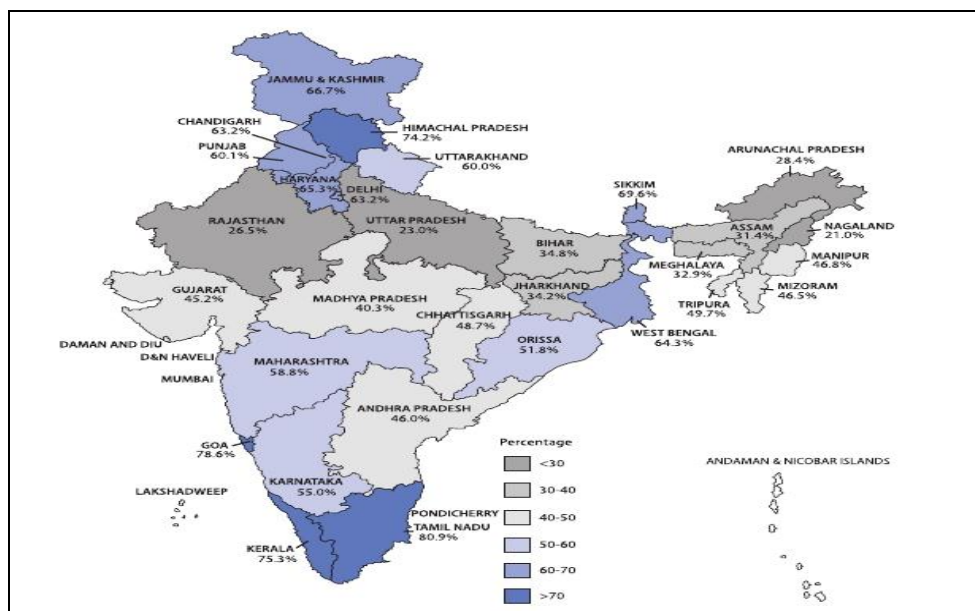 JAMMU & KASHMIR
66.7%
CHANDIGARH
63.2%
HIMACHAL PRADESH
74.2%
PUNJAB
60.1%
UTTARAKHAND
60.0%
ARUNACHAL PRADESH
28.4%
HARYANA
65.3%
DELHI
63.2%
SIKKIM
69.6%
RAJASTHAN
26.5%
UTTAR PRADESH
23.0%
ASSAM
31.4%
NAGALAND
21.0%
BIHAR
34.8%
MEGHALAYA
32.9%
MANIPUR
46.8%
GUJARAT
45.2%
MADHYA PRADESH
40.3%
JHARKHAND
34.2%
MIZORAM
46.5%
TRIPURA
49.7%
CHHATTISGARH
48.7%
WEST BENGAL
64.3%
DAMAN AND DIU
D&N HAVELI
ORISSA
51.8%
MAHARASHTRA
58.8%
MUMBAI
ANDHRA PRADESH
46.0%
GOA
78.6%
Percentage
<30
30-40
40-50
50-60
60-70
>70
ANDAMAN & NICOBAR ISLANDS
KARNATAKA
55.0%
LAKSHADWEEP
PONDICHERRY
TAMIL NADU
80.9%
KERALA
75.3%